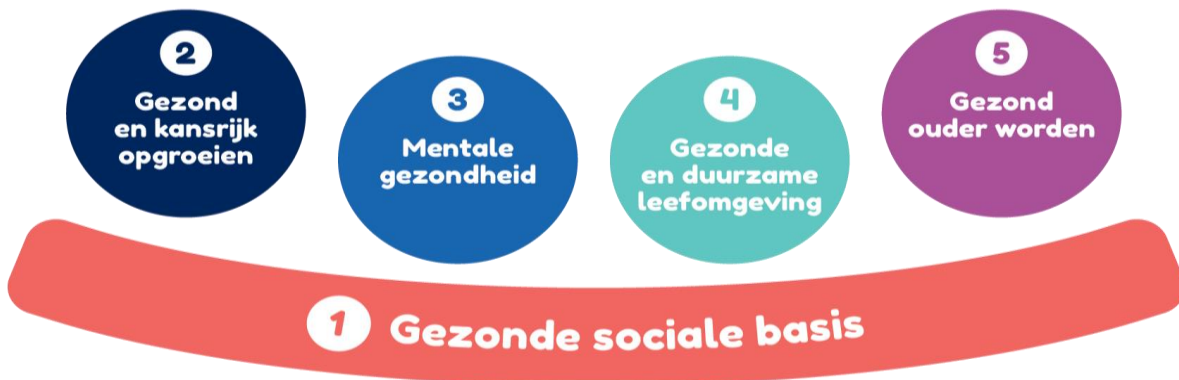 2
Gezond
en kansrijk
opgroeien
3
Mentale
gezondheid
4
Gezonde
en duurzame
leefomgeving
5
Gezond
ouder worden
1 Gezonde sociale basis